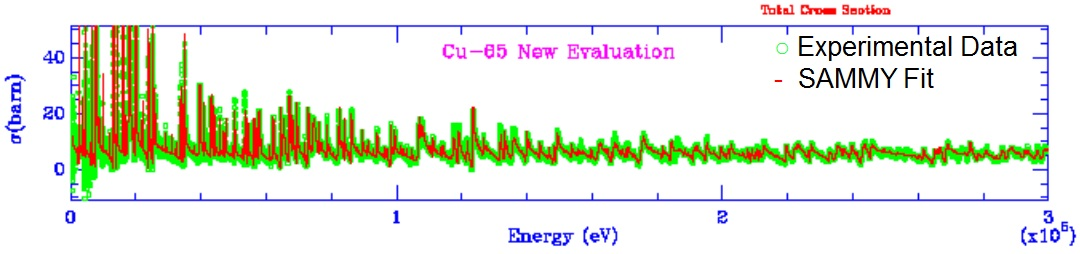 Total Cross Section
Cu-65 New Evaluation
Experimental Data
SAMMY Fit
σ(barn)
40
20
0
0
1
2
3
Energy (eV)
(x10⁵)